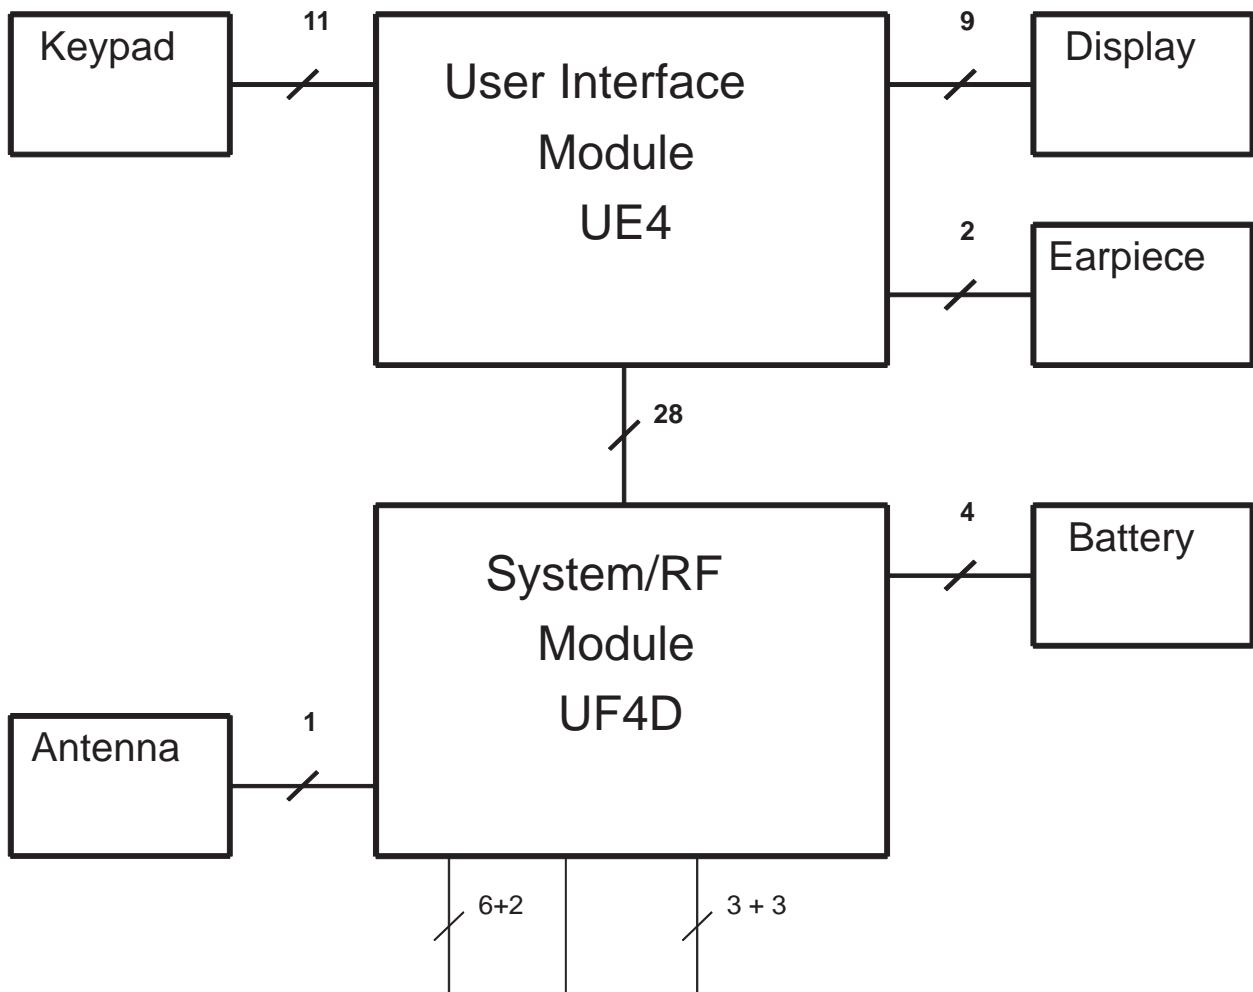 Keypad
11
User Interface
Module
UE4
9
Display
2
Earpiece
28
System/RF
Module
UF4D
4
Battery
Antenna
1
6+2
3 + 3